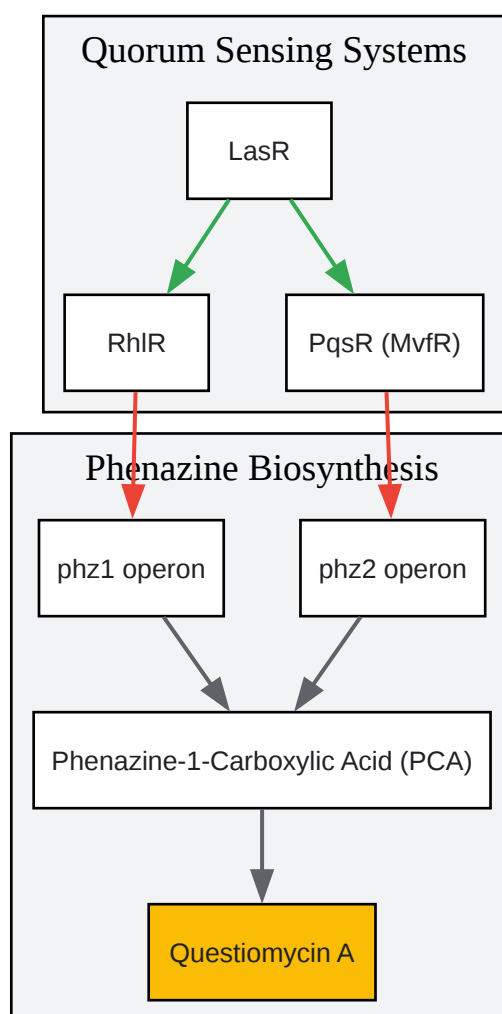 Quorum Sensing Systems
LasR
RhlR
PqsR (MvfR)
Phenazine Biosynthesis
phz1 operon
phz2 operon
Phenazine-1-Carboxylic Acid (PCA)
Questiomycin A